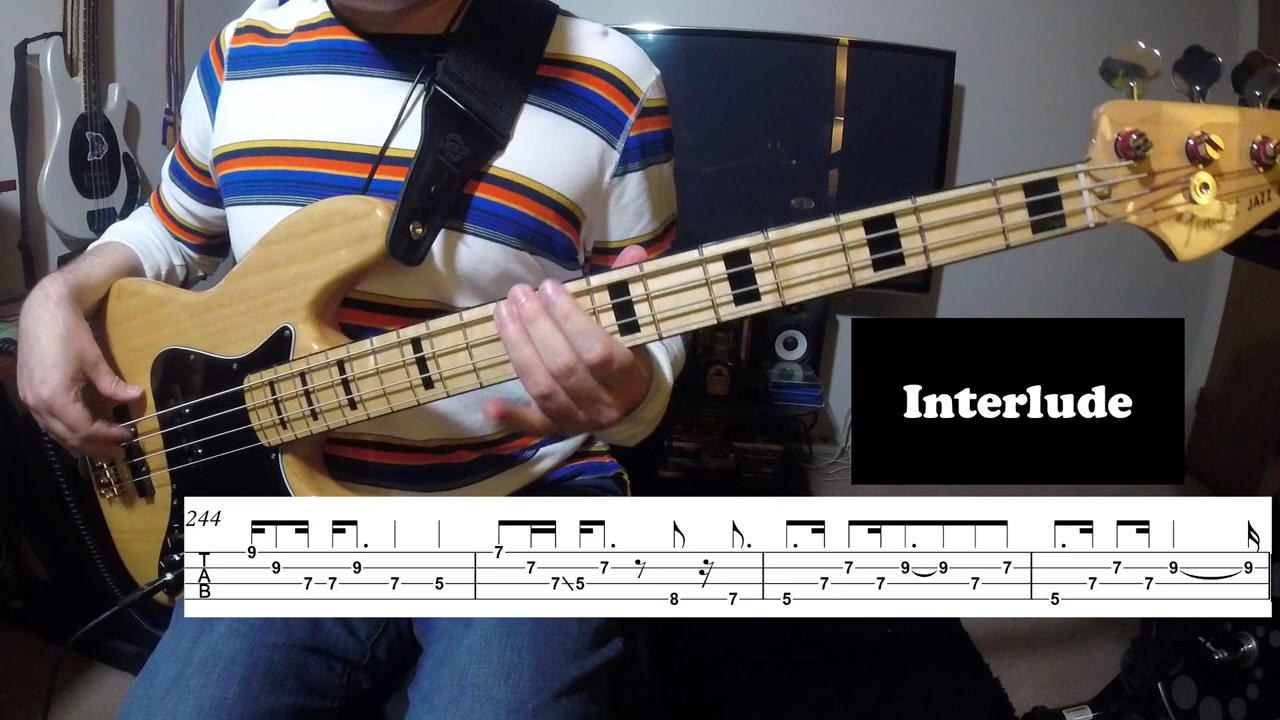 JAZZ
Interlude
244
9 7
9 9 7 7 7 9 9 7 7 9 9
T A B 7 7 7 5 7\5 7 7 7 7 7
8 7 5 5